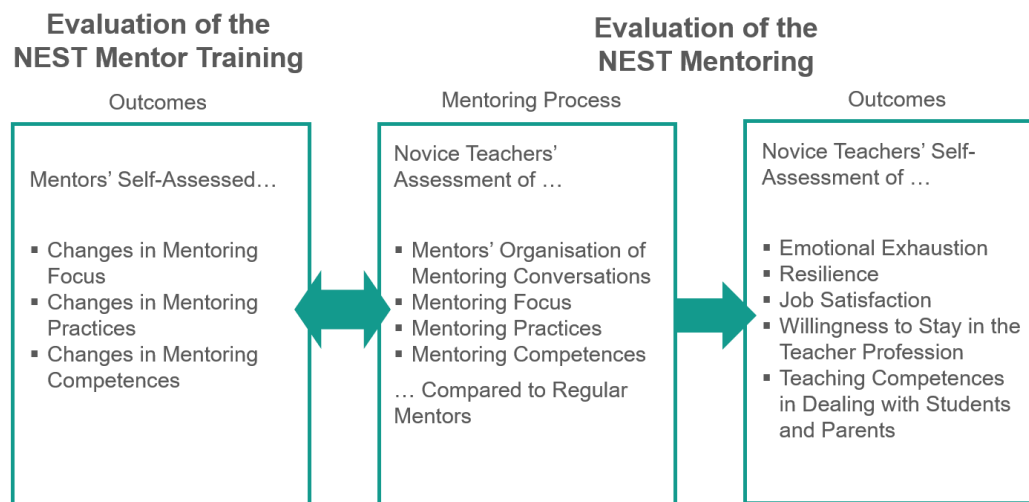 Evaluation of the
NEST Mentor Training
Outcomes
Mentors’ Self-Assessed…
▪ Changes in Mentoring
Focus
▪ Changes in Mentoring
Practices
▪ Changes in Mentoring
Competences
Evaluation of the
NEST Mentoring
Mentoring Process
Novice Teachers’
Assessment of …
▪ Mentors’ Organisation of
Mentoring Conversations
▪ Mentoring Focus
▪ Mentoring Practices
▪ Mentoring Competences
… Compared to Regular
Mentors
Outcomes
Novice Teachers’ Self-
Assessment of …
▪ Emotional Exhaustion
▪ Resilience
▪ Job Satisfaction
▪ Willingness to Stay in the
Teacher Profession
▪ Teaching Competences
in Dealing with Students
and Parents